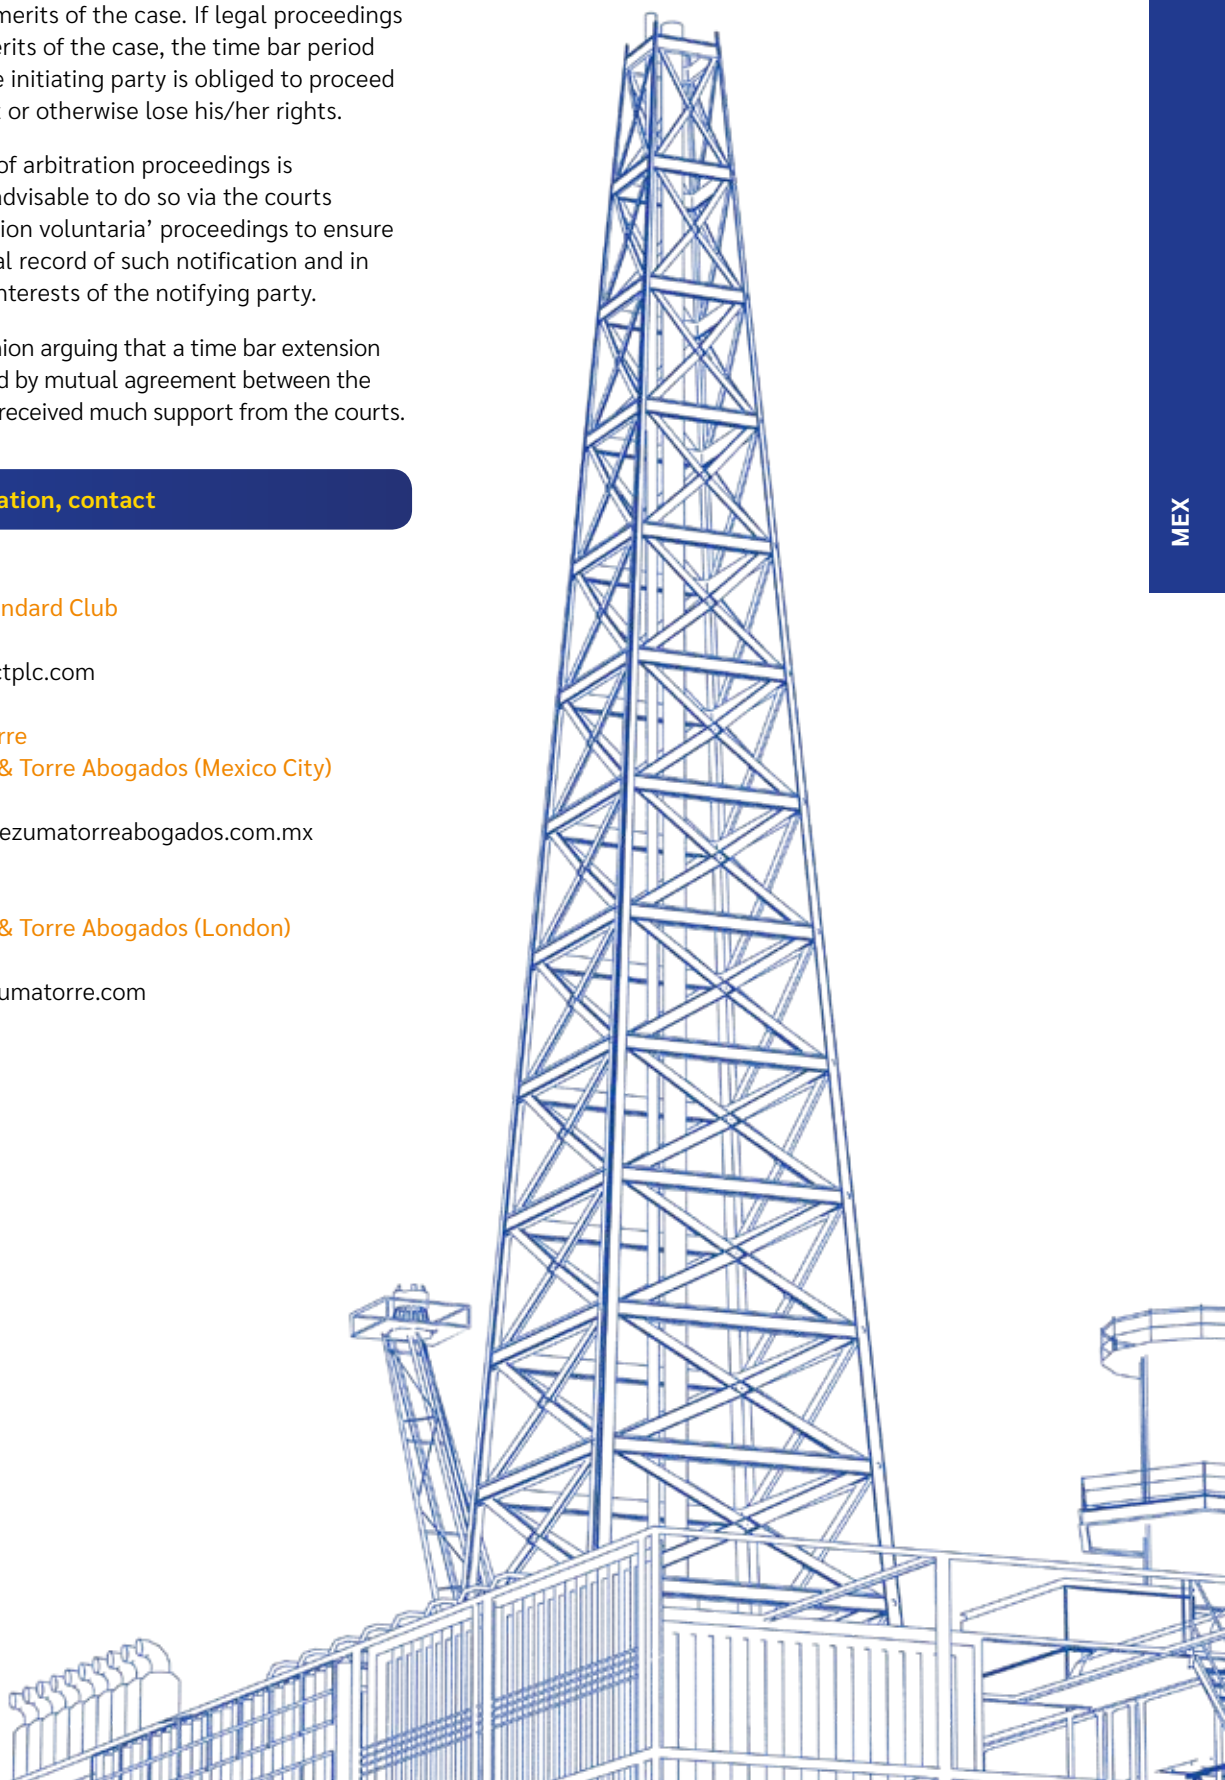 merits of the case. If legal proceedings
erits of the case, the time bar period
e initiating party is obliged to proceed
or otherwise lose his/her rights.
of arbitration proceedings is
advisable to do so via the courts
ion voluntaria’ proceedings to ensure
al record of such notification and in
nterests of the notifying party.
nion arguing that a time bar extension
d by mutual agreement between the
received much support from the courts.
ation, contact
ndard Club
ctplc.com
rre
& Torre Abogados (Mexico City)
ezumatorreabogados.com.mx
& Torre Abogados (London)
umatorre.com
MEX